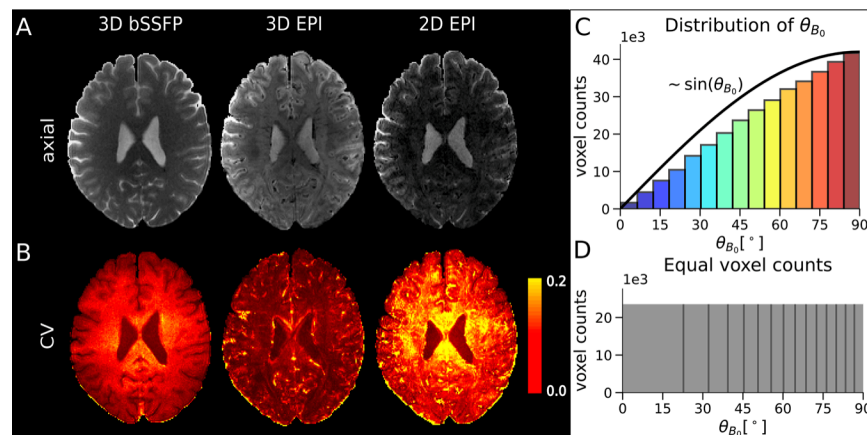 A
3D bSSFP
3D EPI
2D EPI
axial
B
CV
0.2
0.0
C
Distribution of θ_B₀
1e3
voxel counts
40
20
0
~ sin(θ_B₀)
0 15 30 45 60 75 90
θ_B₀[°]
D
Equal voxel counts
1e3
voxel counts
20
10
0
0 15 30 45 60 75 90
θ_B₀[°]